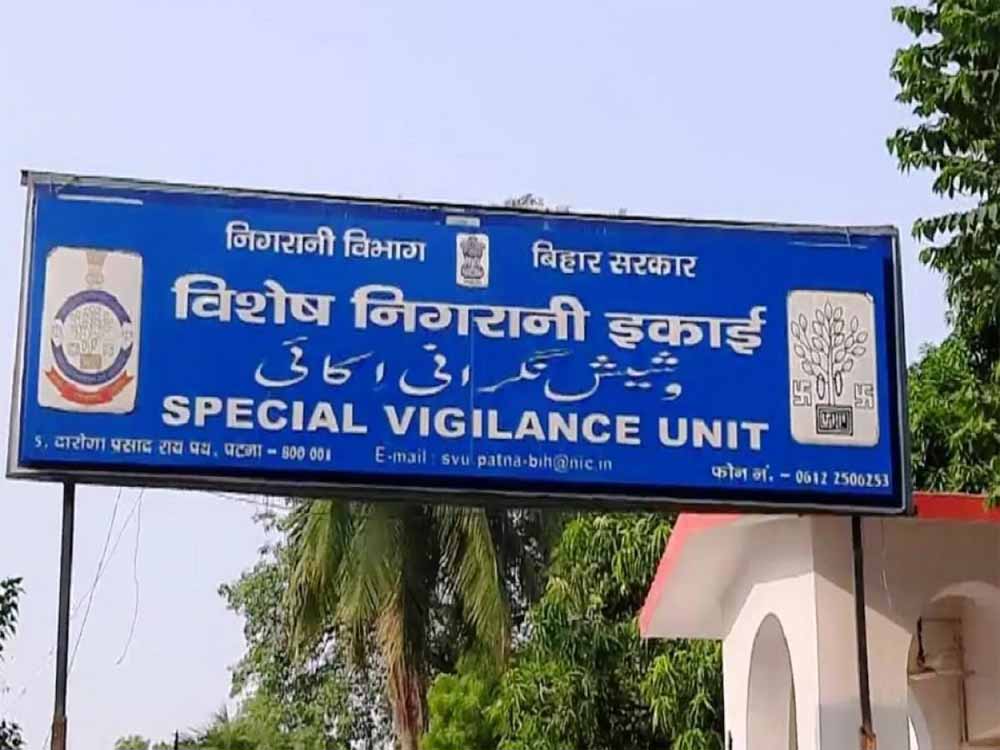 निगरानी विभाग बिहार सरकार
विशेष निगरानी इकाई
وشیش نگرانی اکائی
SPECIAL VIGILANCE UNIT
5, दारोगा प्रसाद राय पथ, पटना - 800 001 E-mail : svu patna-bih@nic.in फोन नं. - 0612 2506253